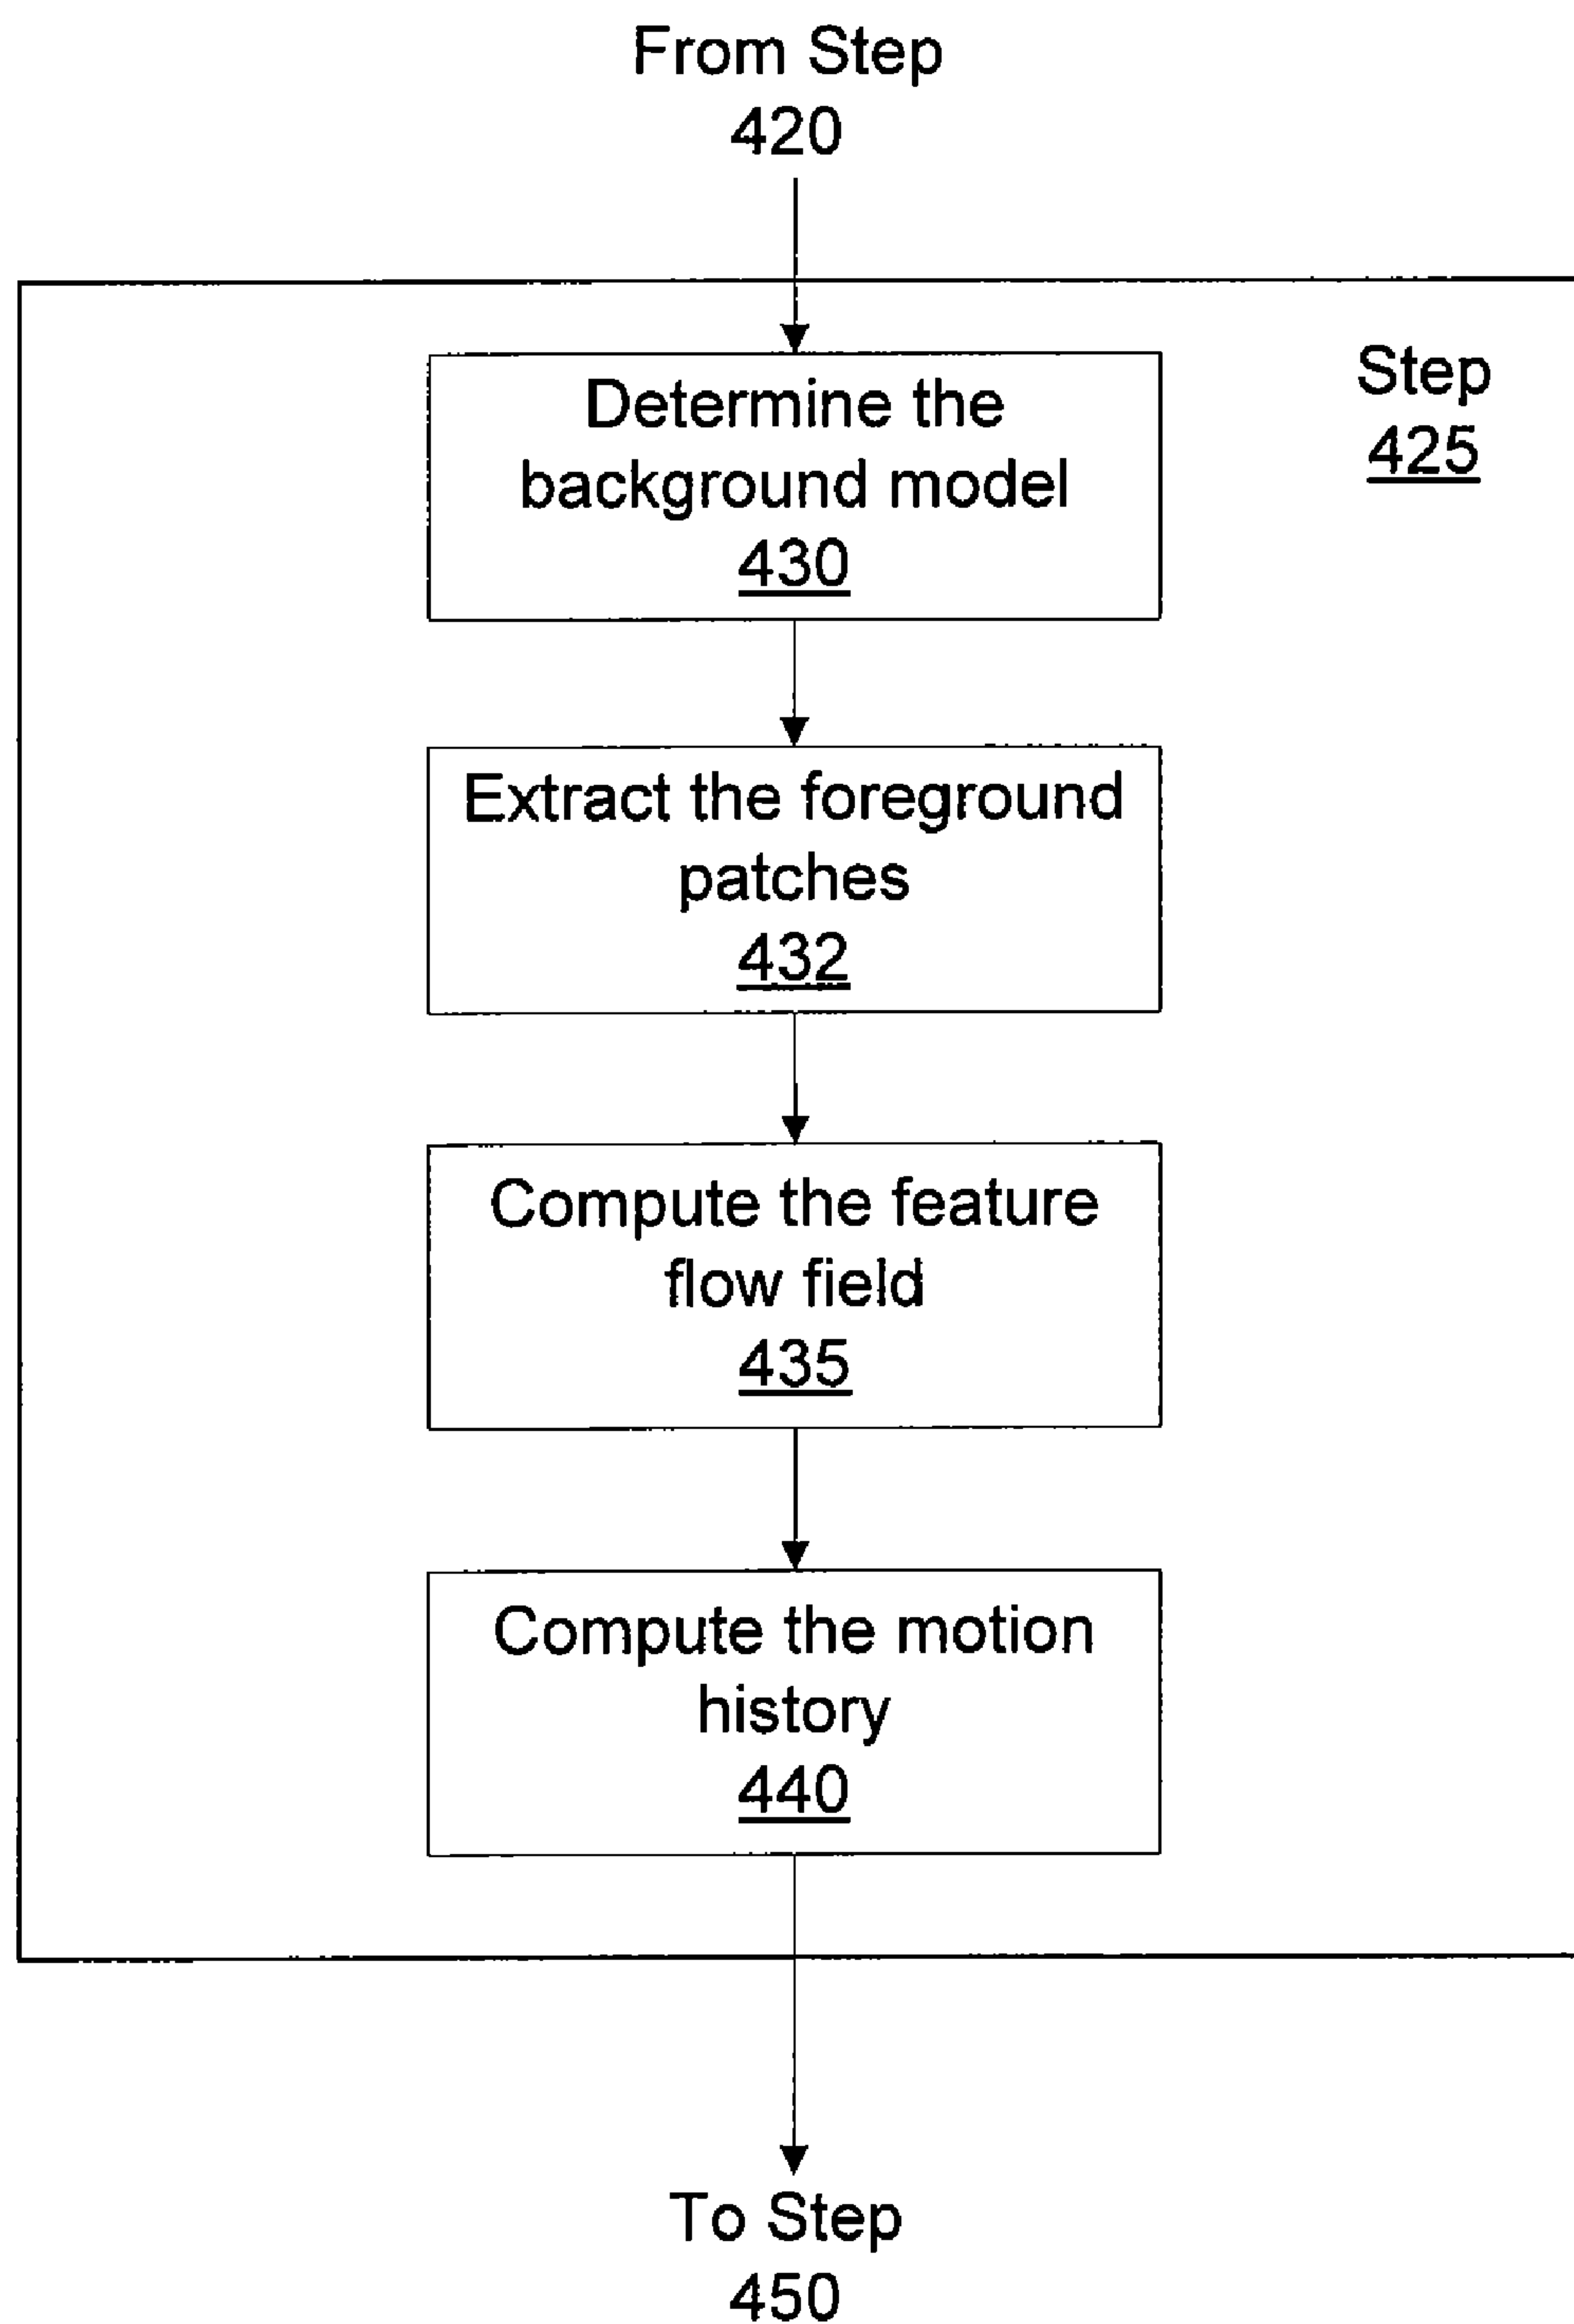 From Step
420
Step
425
Determine the
background model
430
Extract the foreground
patches
432
Compute the feature
flow field
435
Compute the motion
history
440
To Step
450